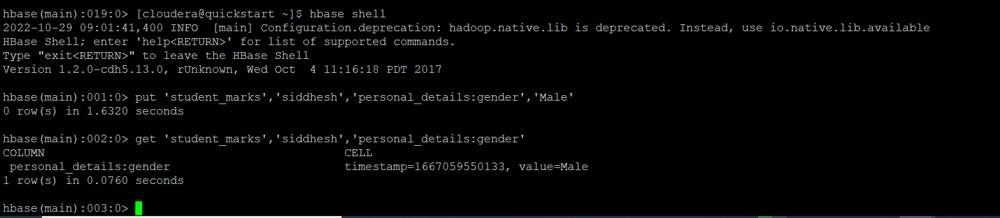 hbase(main):019:0> [cloudera@quickstart ~]$ hbase shell
2022-10-29 09:01:41,400 INFO  [main] Configuration.deprecation: hadoop.native.lib is deprecated. Instead, use io.native.lib.available
HBase Shell; enter 'help<RETURN>' for list of supported commands.
Type "exit<RETURN>" to leave the HBase Shell
Version 1.2.0-cdh5.13.0, rUnknown, Wed Oct  4 11:16:18 PDT 2017
hbase(main):001:0> put 'student_marks','siddhesh','personal_details:gender','Male'
0 row(s) in 1.6320 seconds
hbase(main):002:0> get 'student_marks','siddhesh','personal_details:gender'
COLUMN                                           CELL
 personal_details:gender                         timestamp=1667059550133, value=Male
1 row(s) in 0.0760 seconds
hbase(main):003:0>